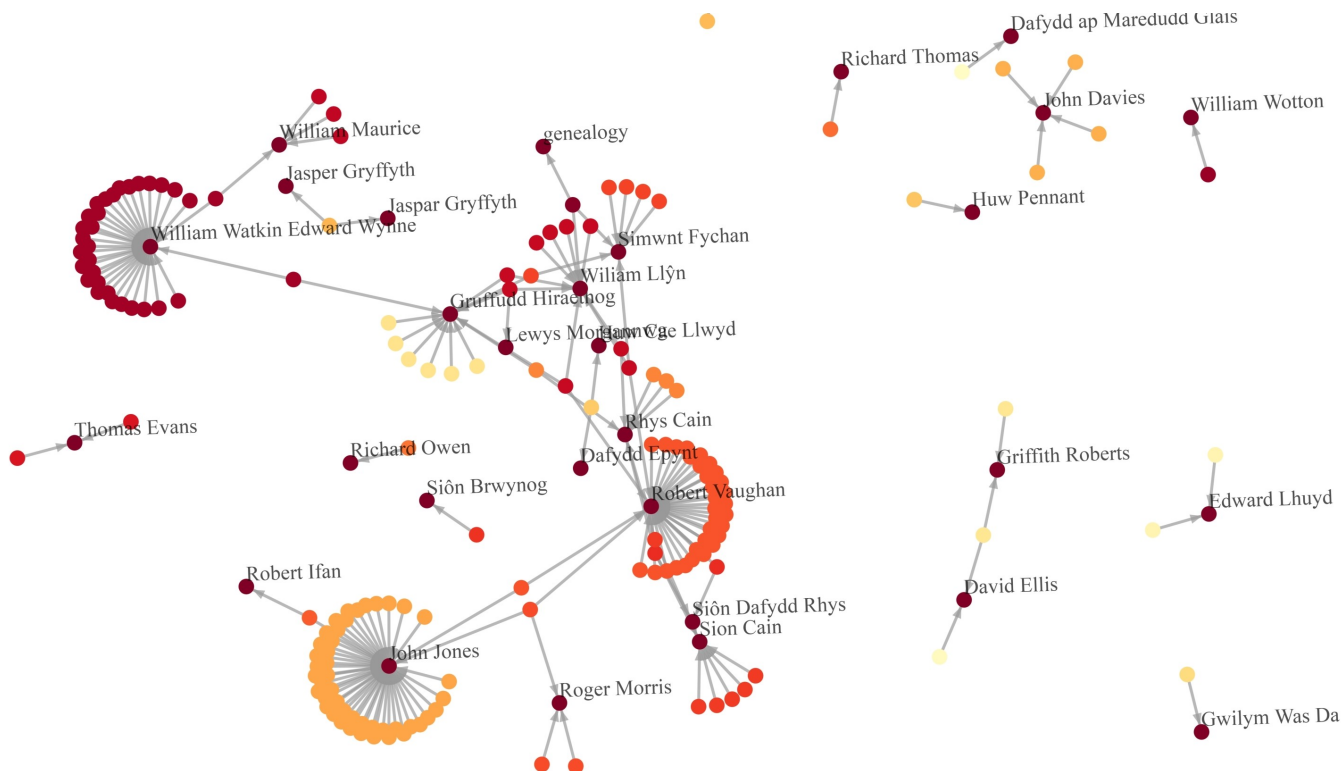 Dafydd ap Maredudd Glais
Richard Thomas
John Davies
William Wotton
William Maurice
genealogy
Jasper Gryffyth
Jaspar Gryffyth
Huw Pennant
William Watkin Edward Wynne
Simwnt Fychan
Wiliam Llŷn
Gruffudd Hiraethog
Lewys Morgannwg
Huw Cae Llwyd
Rhys Cain
Thomas Evans
Richard Owen
Dafydd Epynt
Griffith Roberts
Siôn Brwynog
Robert Vaughan
Edward Lhuyd
Robert Ifan
David Ellis
Siôn Dafydd Rhys
Sion Cain
John Jones
Roger Morris
Gwilym Was Da